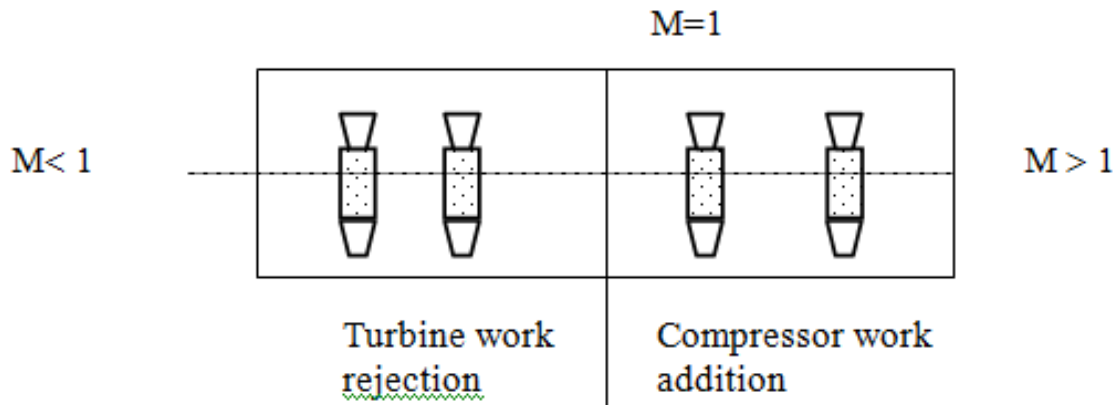 M=1
M< 1
M > 1
Turbine work
rejection
Compressor work
addition